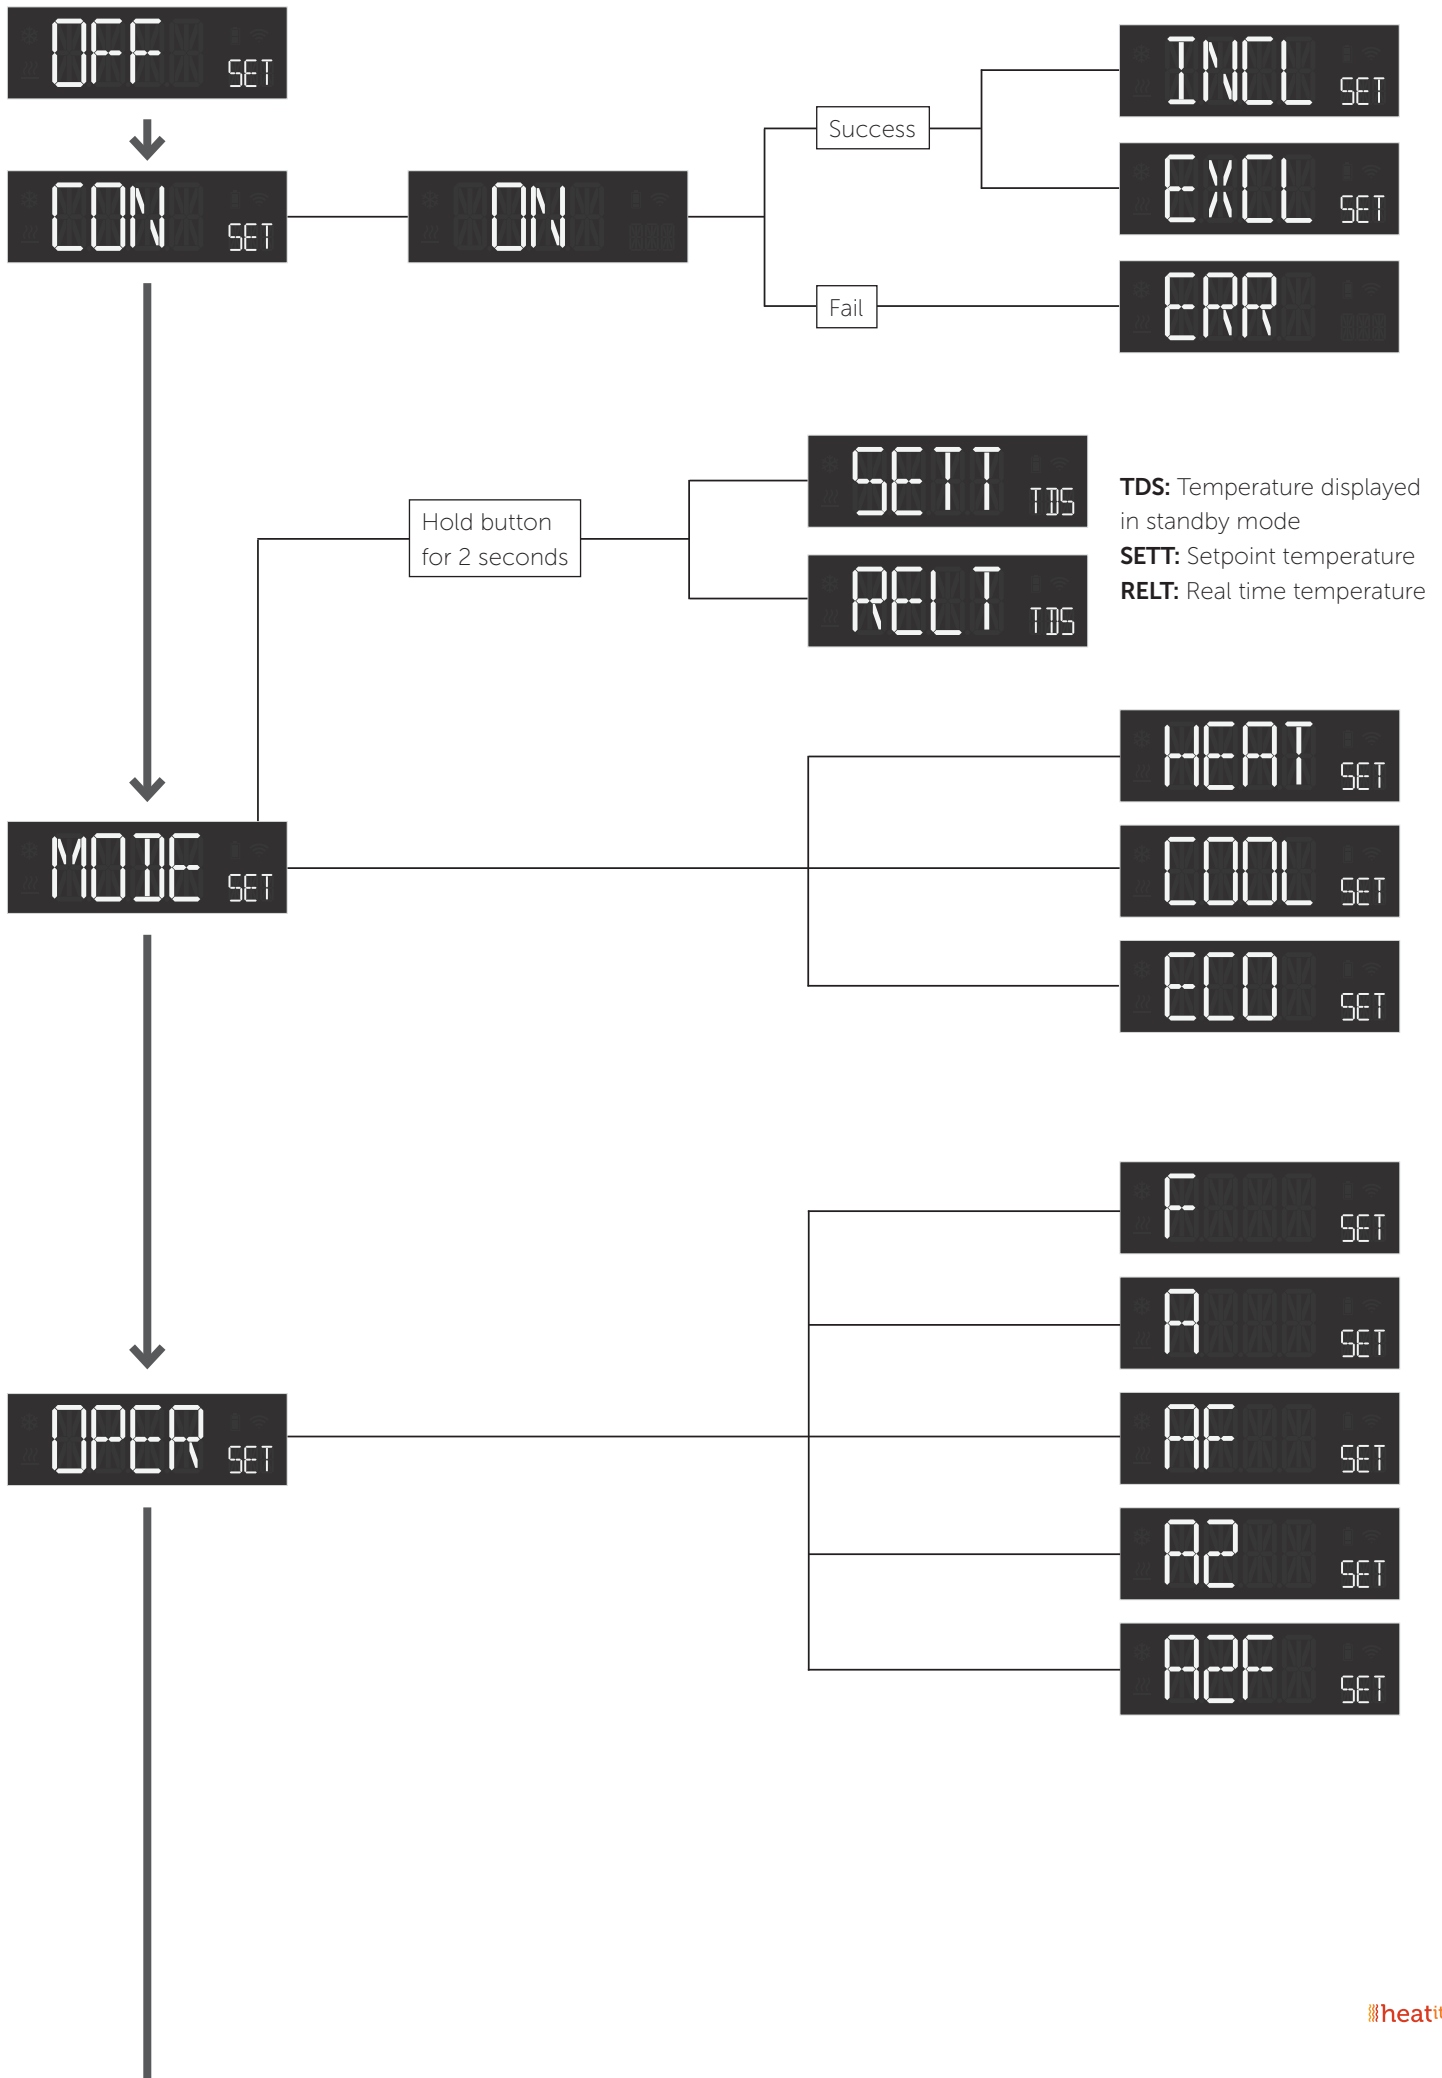 OFF SET
CON SET
ON
Success
INCL SET
EXCL SET
Fail
ERR
Hold button
for 2 seconds
SETT TDS
RELT TDS
TDS: Temperature displayed
in standby mode
SETT: Setpoint temperature
RELT: Real time temperature
MODE SET
HEAT SET
COOL SET
ECO SET
OPER SET
F SET
A SET
AF SET
A2 SET
A2F SET
heatit